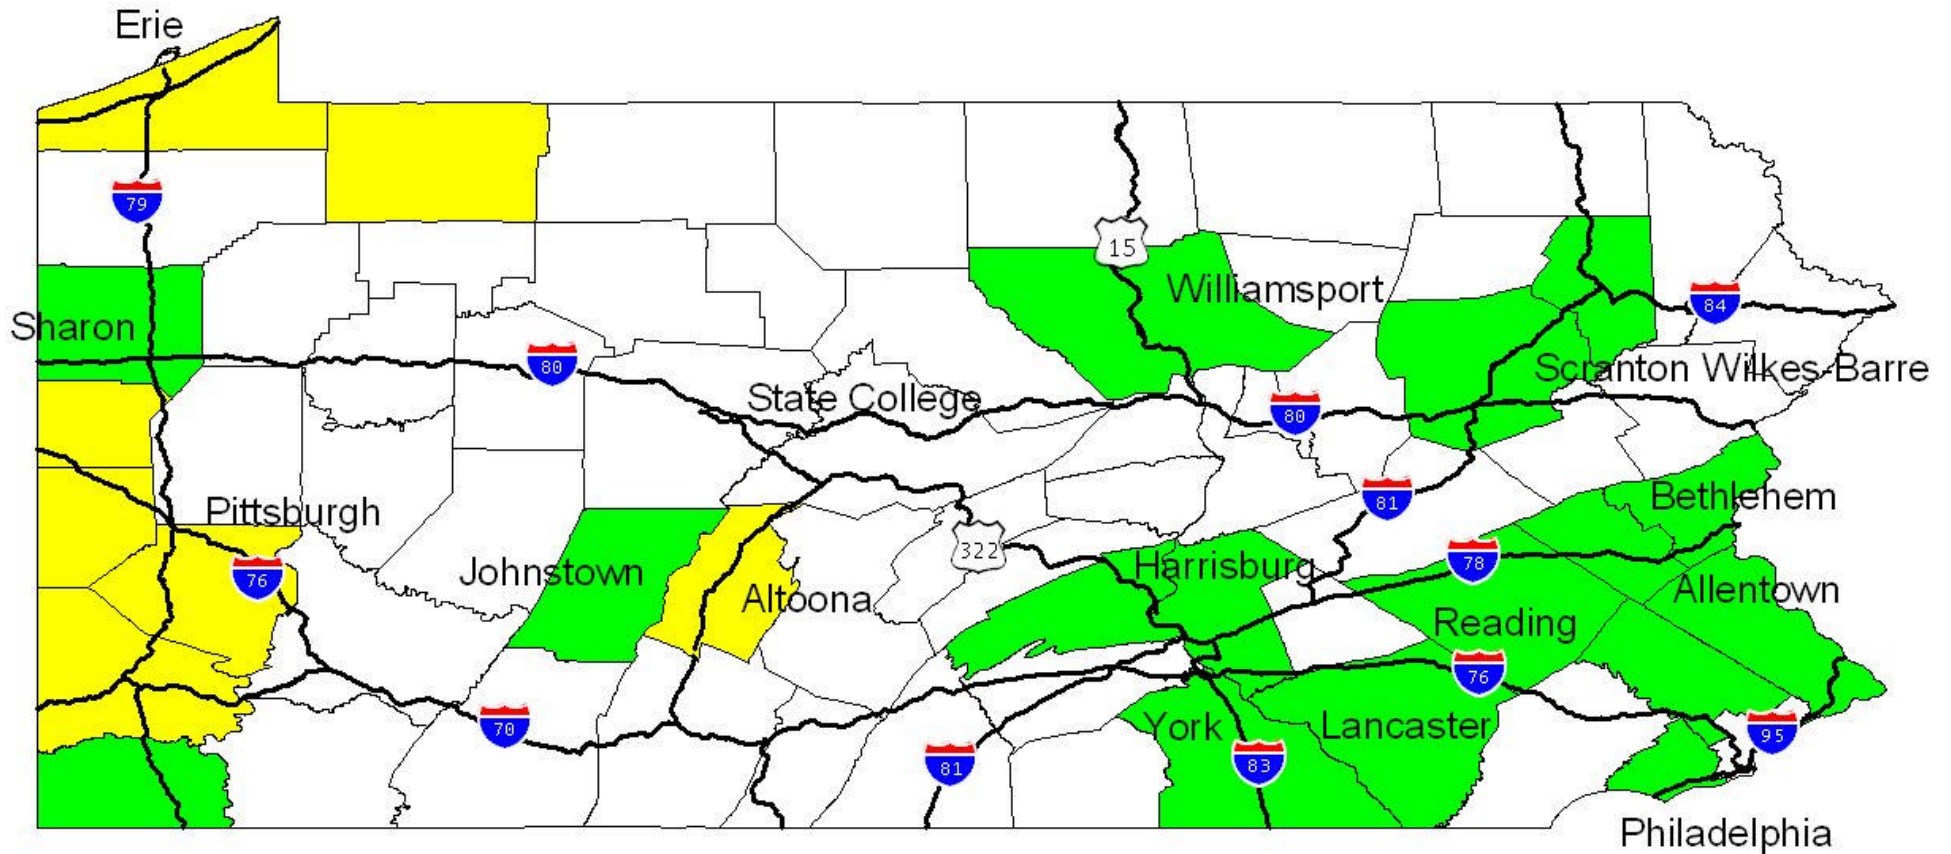 Erie
79
15
Williamsport
84
Sharon
80
Scranton Wilkes-Barre
State College
80
81
Bethlehem
Pittsburgh
322
Harrisburg
78
76
Johnstown
Altoona
Allentown
Reading
76
70
York
Lancaster
95
81
83
Philadelphia